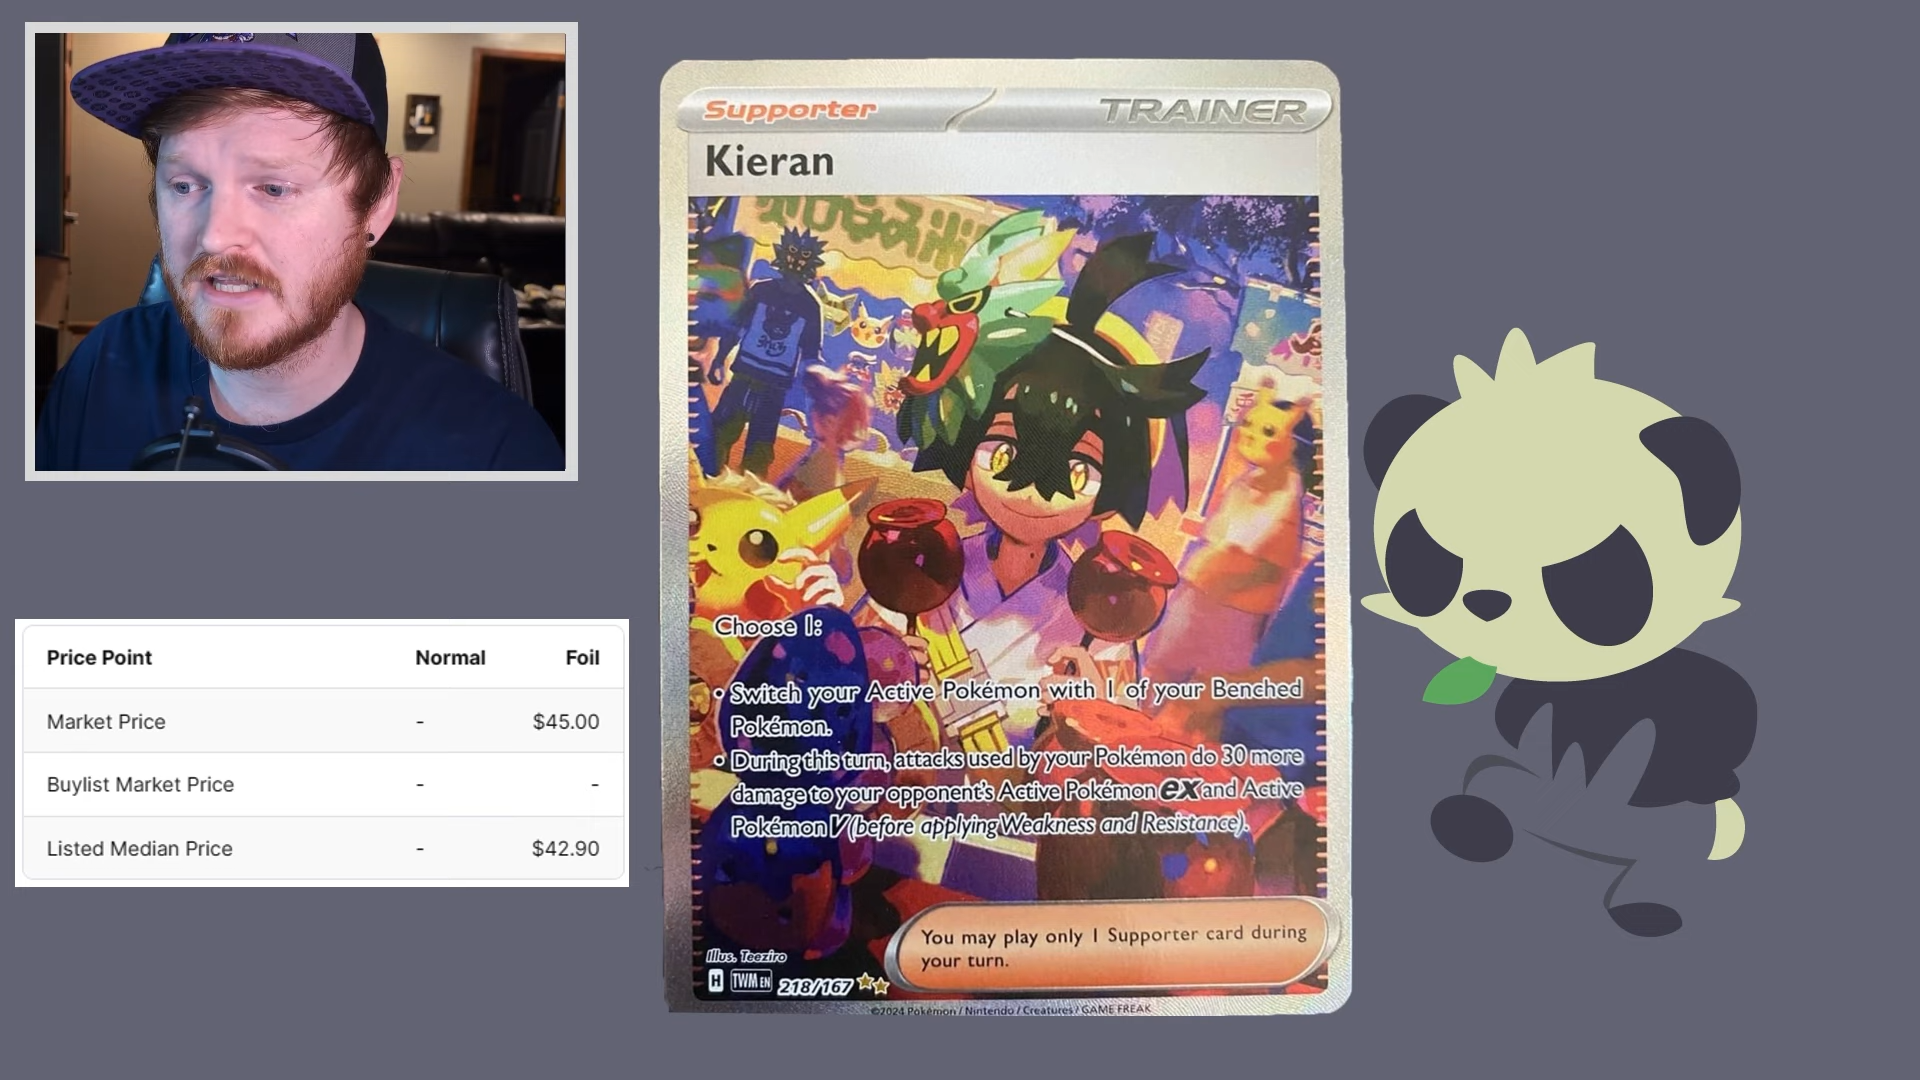 Supporter TRAINER
Kieran
Choose 1:
• Switch your Active Pokémon with 1 of your Benched
Pokémon.
• During this turn, attacks used by your Pokémon do 30 more
damage to your opponent's Active Pokémon ex and Active
Pokémon V (before applying Weakness and Resistance).
You may play only 1 Supporter card during
your turn.
Illus. Teeziro
H TWM EN 218/167
©2024 Pokémon / Nintendo / Creatures / GAME FREAK
Price Point Normal Foil
Market Price - $45.00
Buylist Market Price - -
Listed Median Price - $42.90